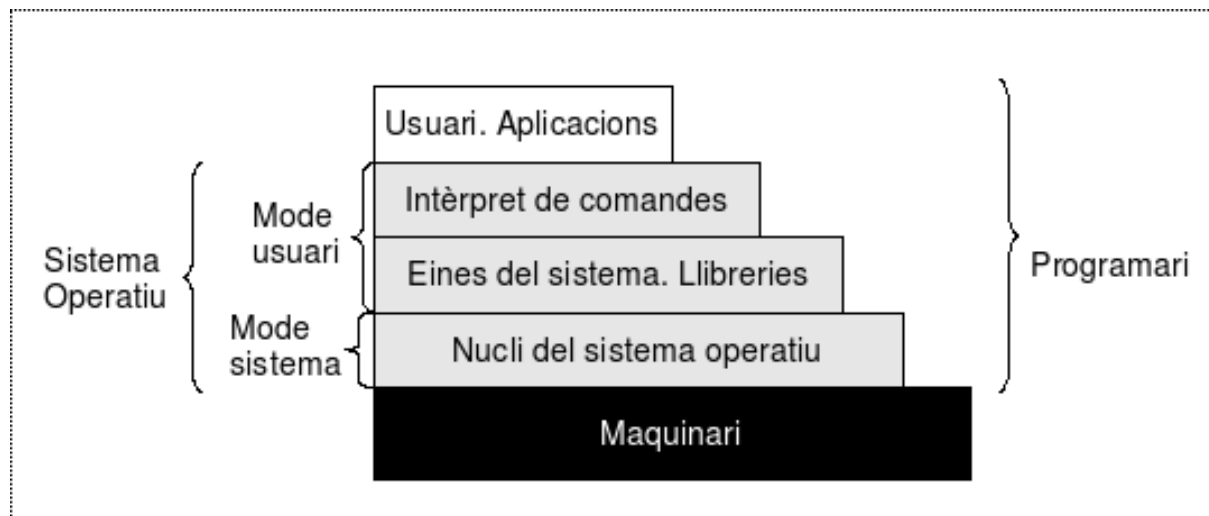 Usuari. Aplicacions
Intèrpret de comandes
Mode
usuari
Eines del sistema. Llibreries
Sistema
Operatiu
Programari
Mode
sistema
Nucli del sistema operatiu
Maquinari